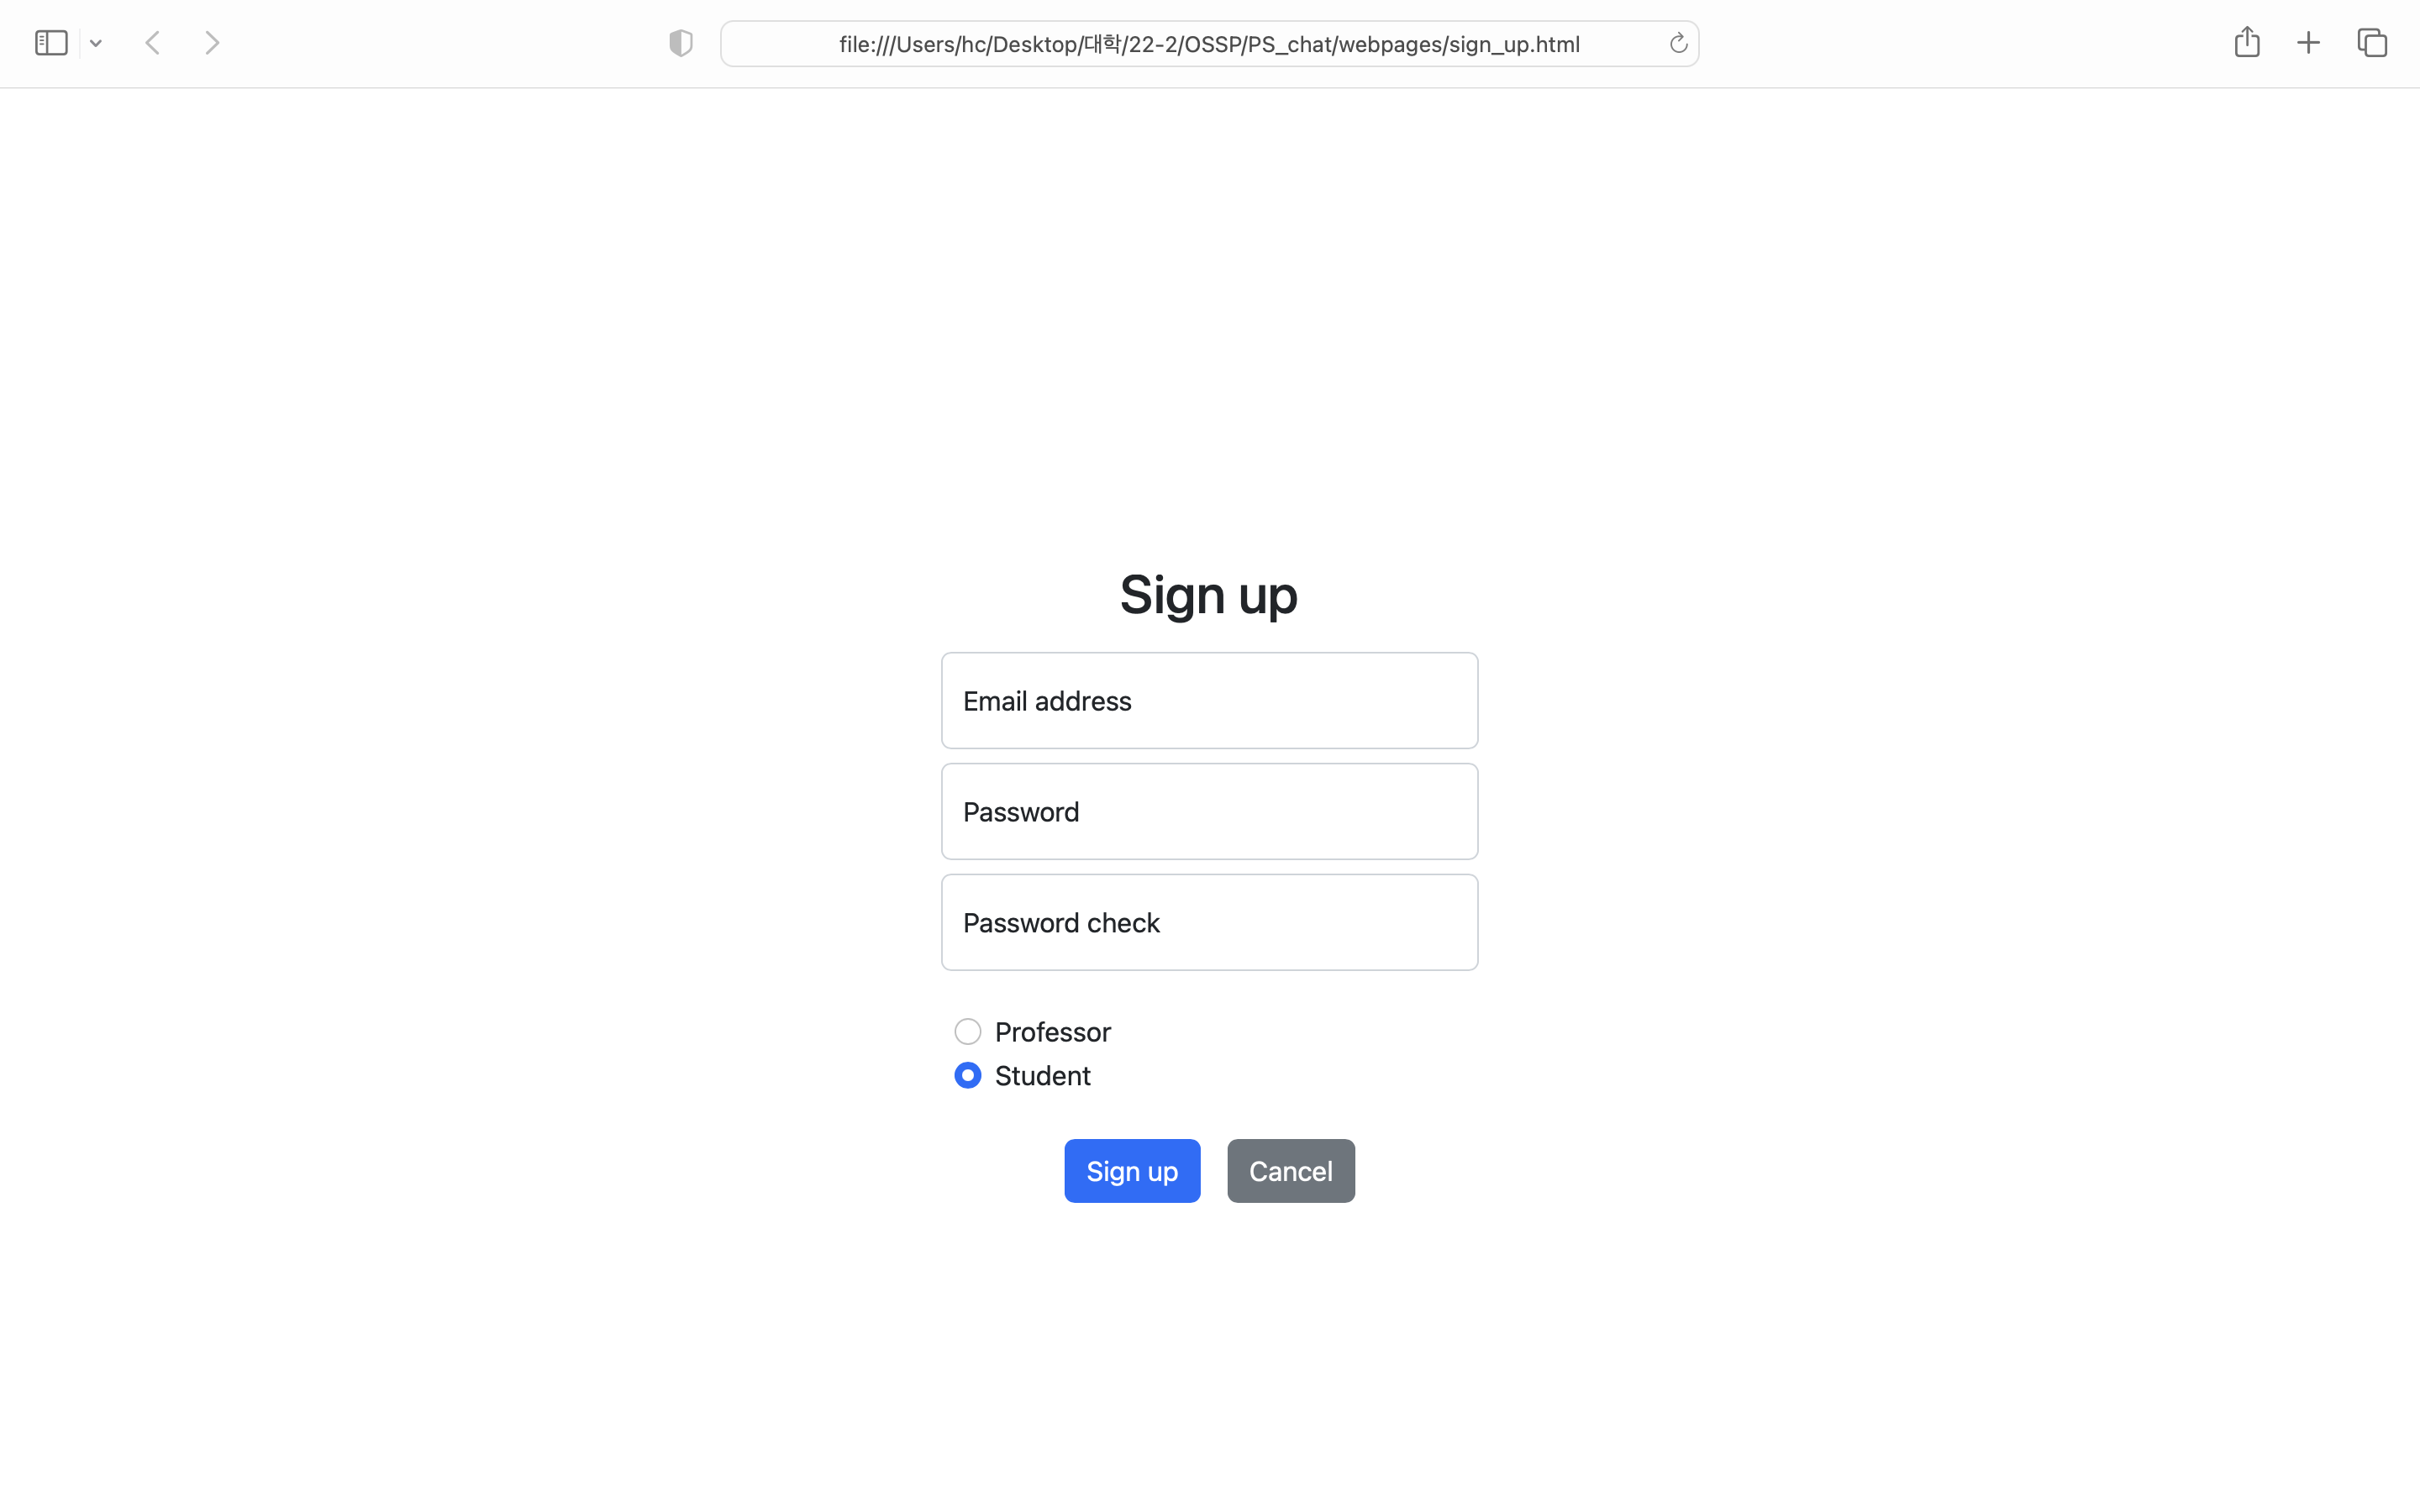 file:///Users/hc/Desktop/대학/22-2/OSSP/PS_chat/webpages/sign_up.html
Sign up
Email address
Password
Password check
Professor
Student
Sign up
Cancel